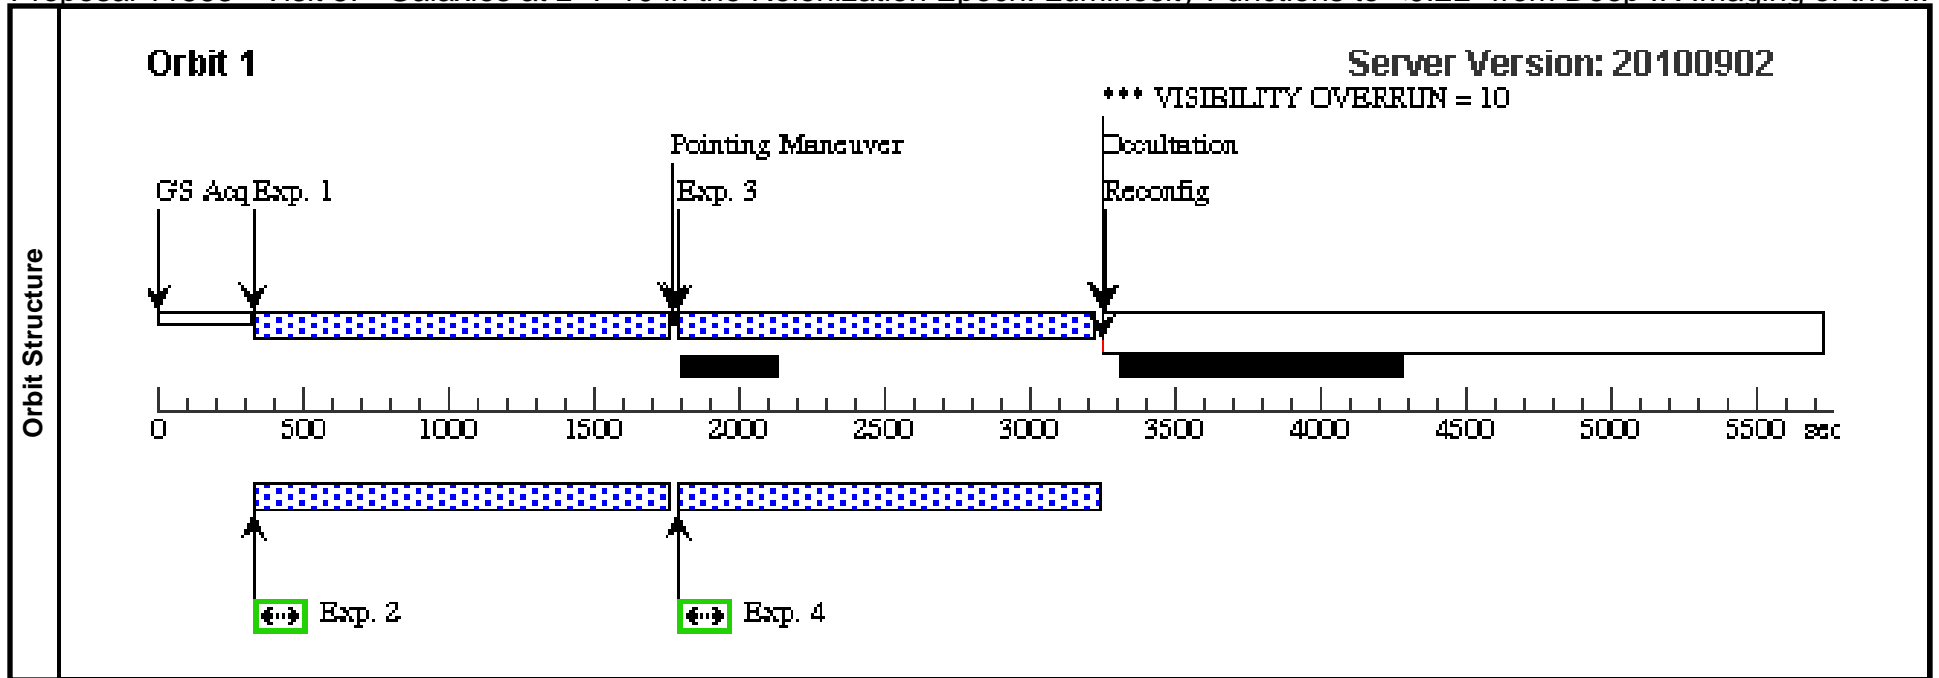 Orbit Structure
Orbit 1
Server Version: 20100902
*** VISIBILITY OVERRUN = 10
Pointing Maneuver
Occultation
GS Acq
Exp. 1
Exp. 3
Reconfig
0 500 1000 1500 2000 2500 3000 3500 4000 4500 5000 5500 sec
Exp. 2
Exp. 4